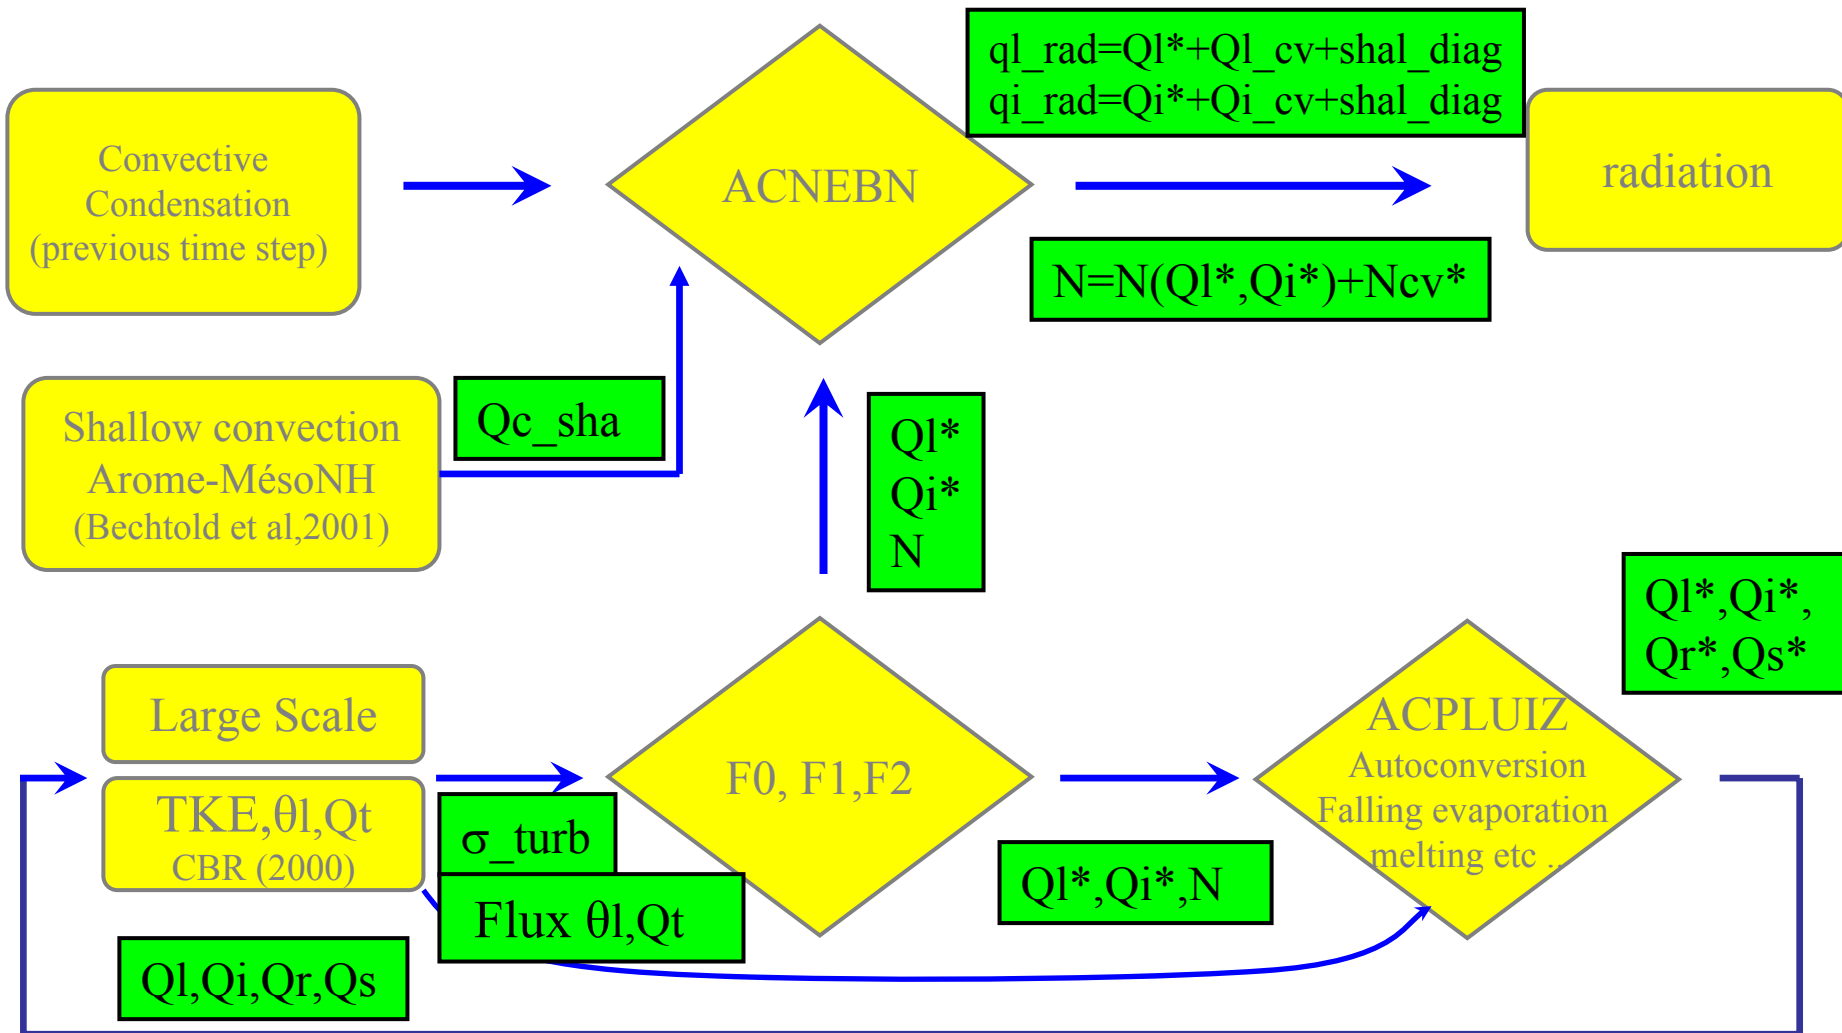 ql_rad=Ql*+Ql_cv+shal_diag
qi_rad=Qi*+Qi_cv+shal_diag
Convective
Condensation
(previous time step)
ACNEBN
radiation
N=N(Ql*,Qi*)+Ncv*
Shallow convection
Arome-MésoNH
(Bechtold et al,2001)
Qc_sha
Ql*
Qi*
N
Ql*,Qi*,
Qr*,Qs*
Large Scale
TKE,θl,Qt
CBR (2000)
F0, F1,F2
ACPLUIZ
Autoconversion
Falling evaporation
melting etc ..
σ_turb
Flux θl,Qt
Ql*,Qi*,N
Ql,Qi,Qr,Qs